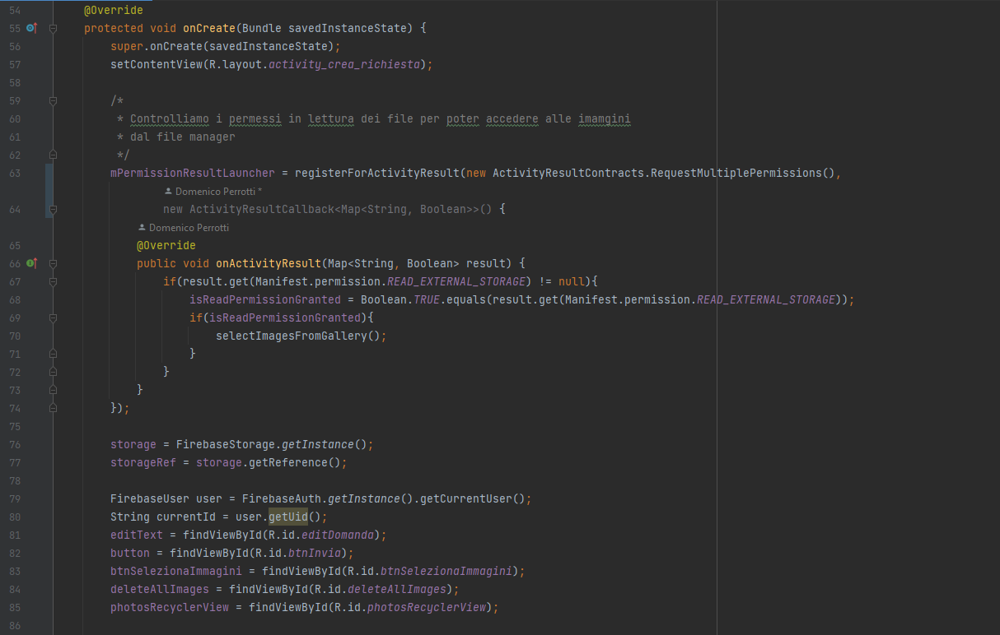 54 @Override
55 protected void onCreate(Bundle savedInstanceState) {
56 super.onCreate(savedInstanceState);
57 setContentView(R.layout.activity_crea_richiesta);
58
59 /*
60 * Controlliamo i permessi in lettura dei file per poter accedere alle imamgini
61 * dal file manager
62 */
63 mPermissionResultLauncher = registerForActivityResult(new ActivityResultContracts.RequestMultiplePermissions(),
Domenico Perrotti *
64 new ActivityResultCallback<Map<String, Boolean>>() {
Domenico Perrotti
65 @Override
66 public void onActivityResult(Map<String, Boolean> result) {
67 if(result.get(Manifest.permission.READ_EXTERNAL_STORAGE) != null){
68 isReadPermissionGranted = Boolean.TRUE.equals(result.get(Manifest.permission.READ_EXTERNAL_STORAGE));
69 if(isReadPermissionGranted){
70 selectImagesFromGallery();
71 }
72 }
73 }
74 });
75
76 storage = FirebaseStorage.getInstance();
77 storageRef = storage.getReference();
78
79 FirebaseUser user = FirebaseAuth.getInstance().getCurrentUser();
80 String currentId = user.getUid();
81 editText = findViewById(R.id.editDomanda);
82 button = findViewById(R.id.btnInvia);
83 btnSelezionaImmagini = findViewById(R.id.btnSelezionaImmagini);
84 deleteAllImages = findViewById(R.id.deleteAllImages);
85 photosRecyclerView = findViewById(R.id.photosRecyclerView);
86